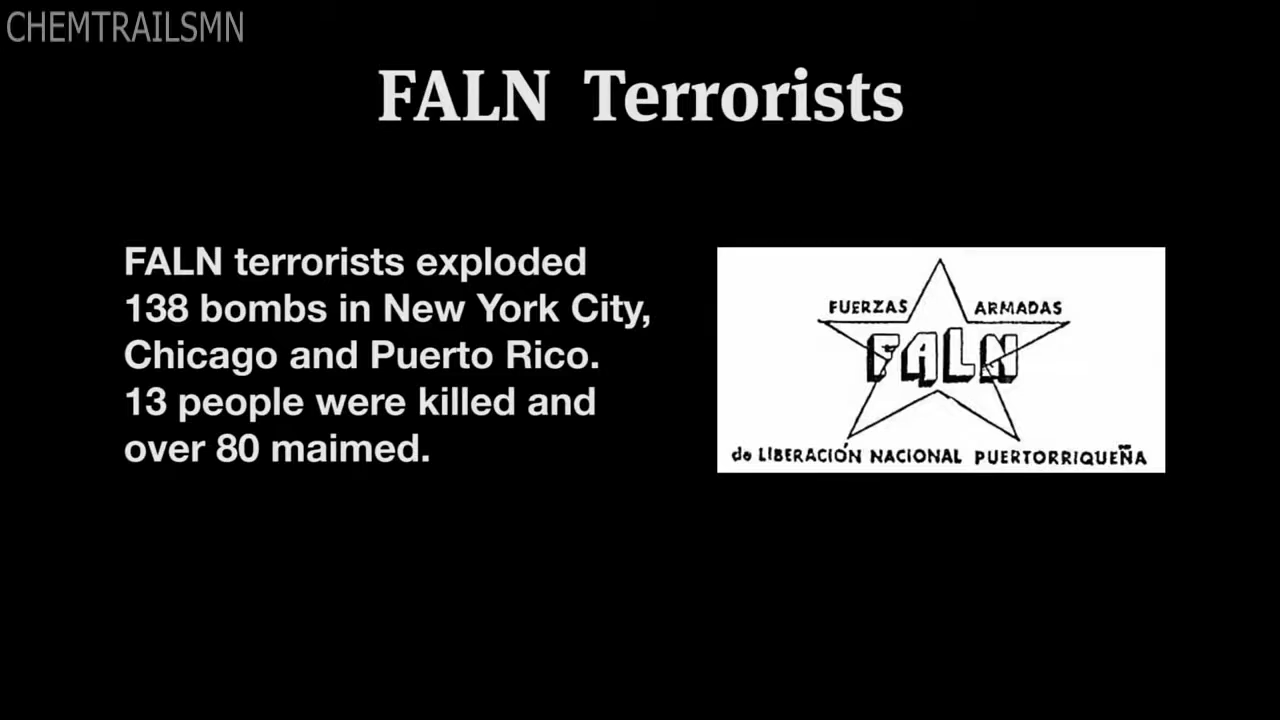 CHEMTRAILSMN
FALN Terrorists
FALN terrorists exploded
138 bombs in New York City,
Chicago and Puerto Rico.
13 people were killed and
over 80 maimed.
FUERZAS ARMADAS
FALN
de LIBERACIÓN NACIONAL PUERTORRIQUEÑA